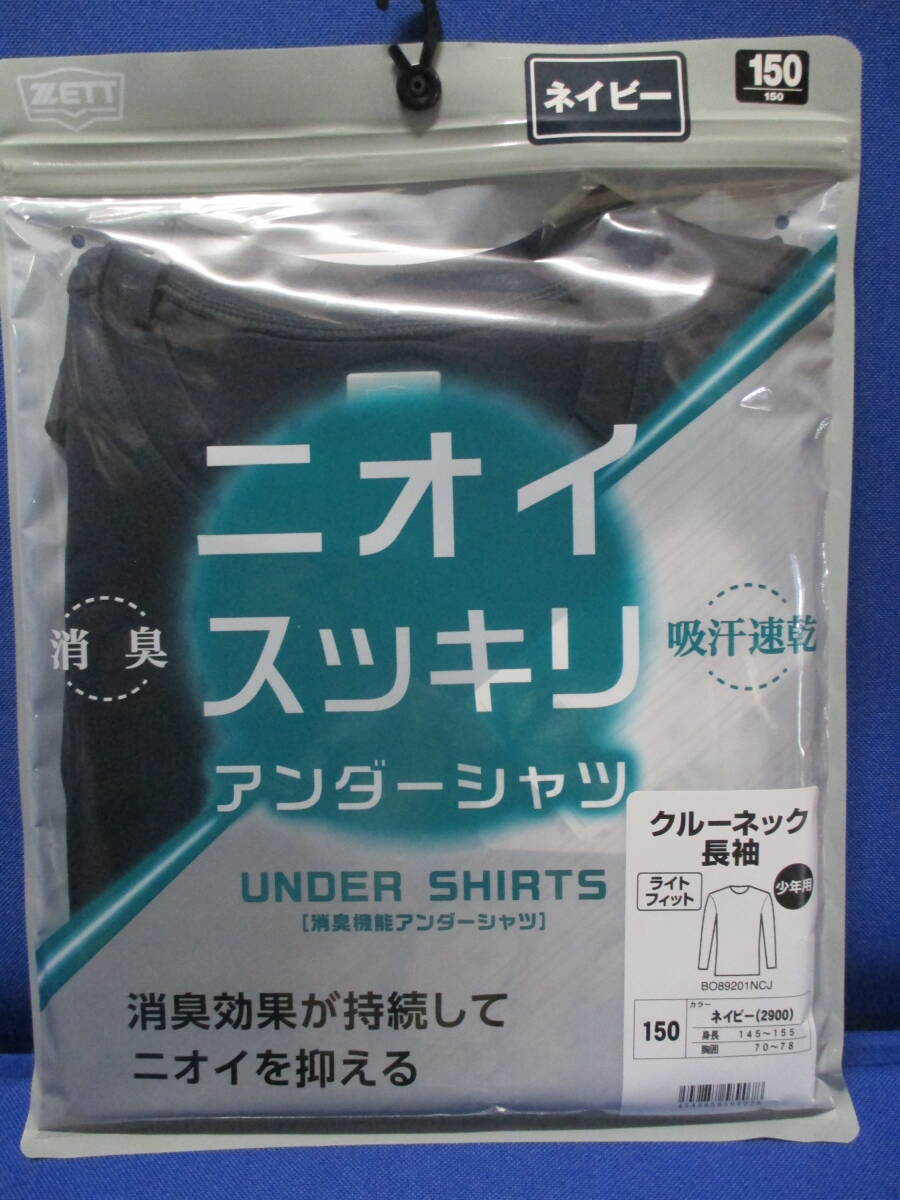 ZETT
ネイビー
150
150
ニオイ
スッキリ
消臭
吸汗速乾
アンダーシャツ
UNDER SHIRTS
[消臭機能アンダーシャツ]
消臭効果が持続して
ニオイを抑える
クルーネック
長袖
ライト
フィット
少年用
BO89201NCJ
150
カラー
ネイビー(2900)
身長 145~155
胸囲 70~78